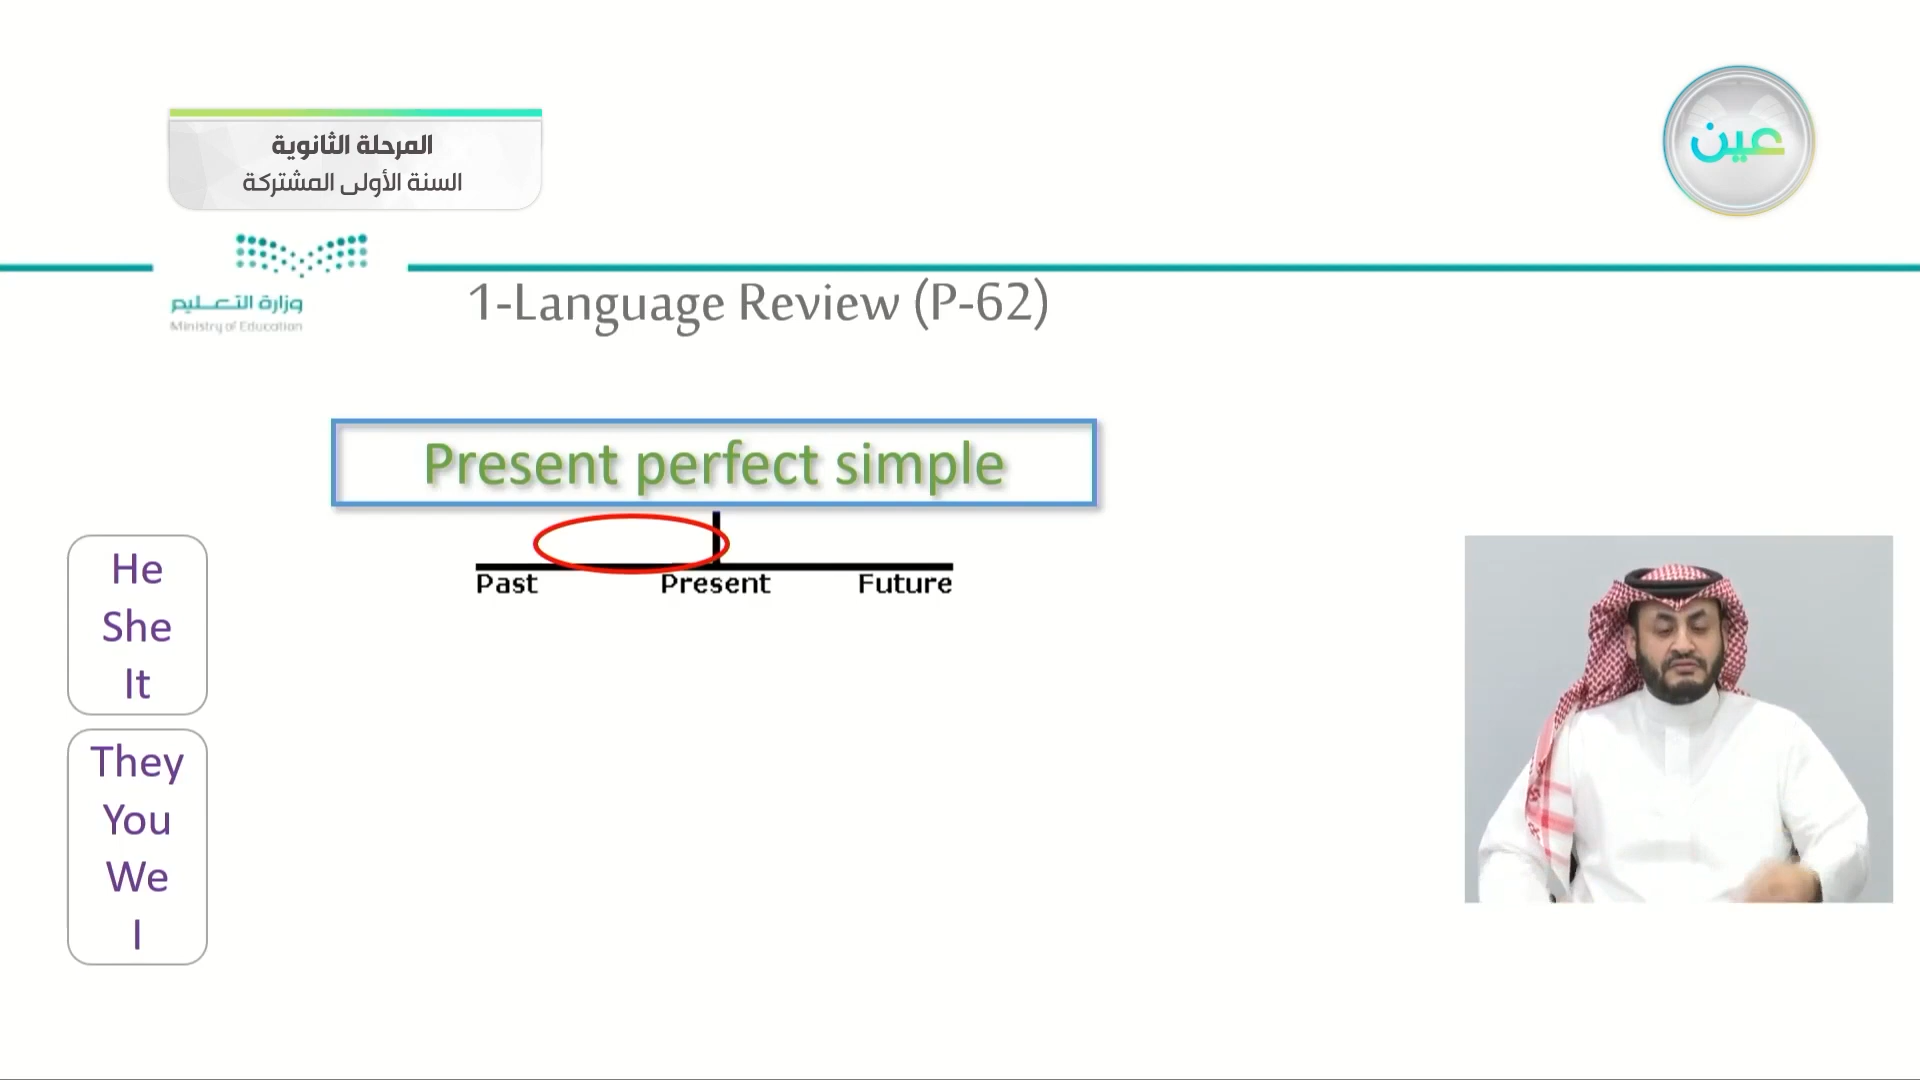 المرحلة الثانوية
السنة الأولى المشتركة
عين
وزارة التعليم
Ministry of Education
1-Language Review (P-62)
Present perfect simple
Past Present Future
He
She
It
They
You
We
I